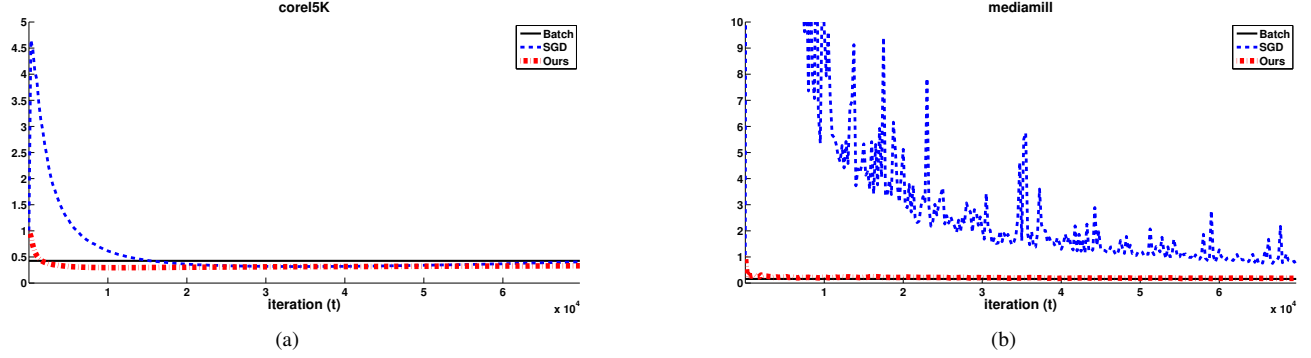 corel5K
5
4.5
4
3.5
3
2.5
2
1.5
1
0.5
0
1 2 3 4 5 6
x 10^4
iteration (t)
Batch
SGD
Ours
(a)
mediamill
10
9
8
7
6
5
4
3
2
1
0
1 2 3 4 5 6
x 10^4
iteration (t)
Batch
SGD
Ours
(b)